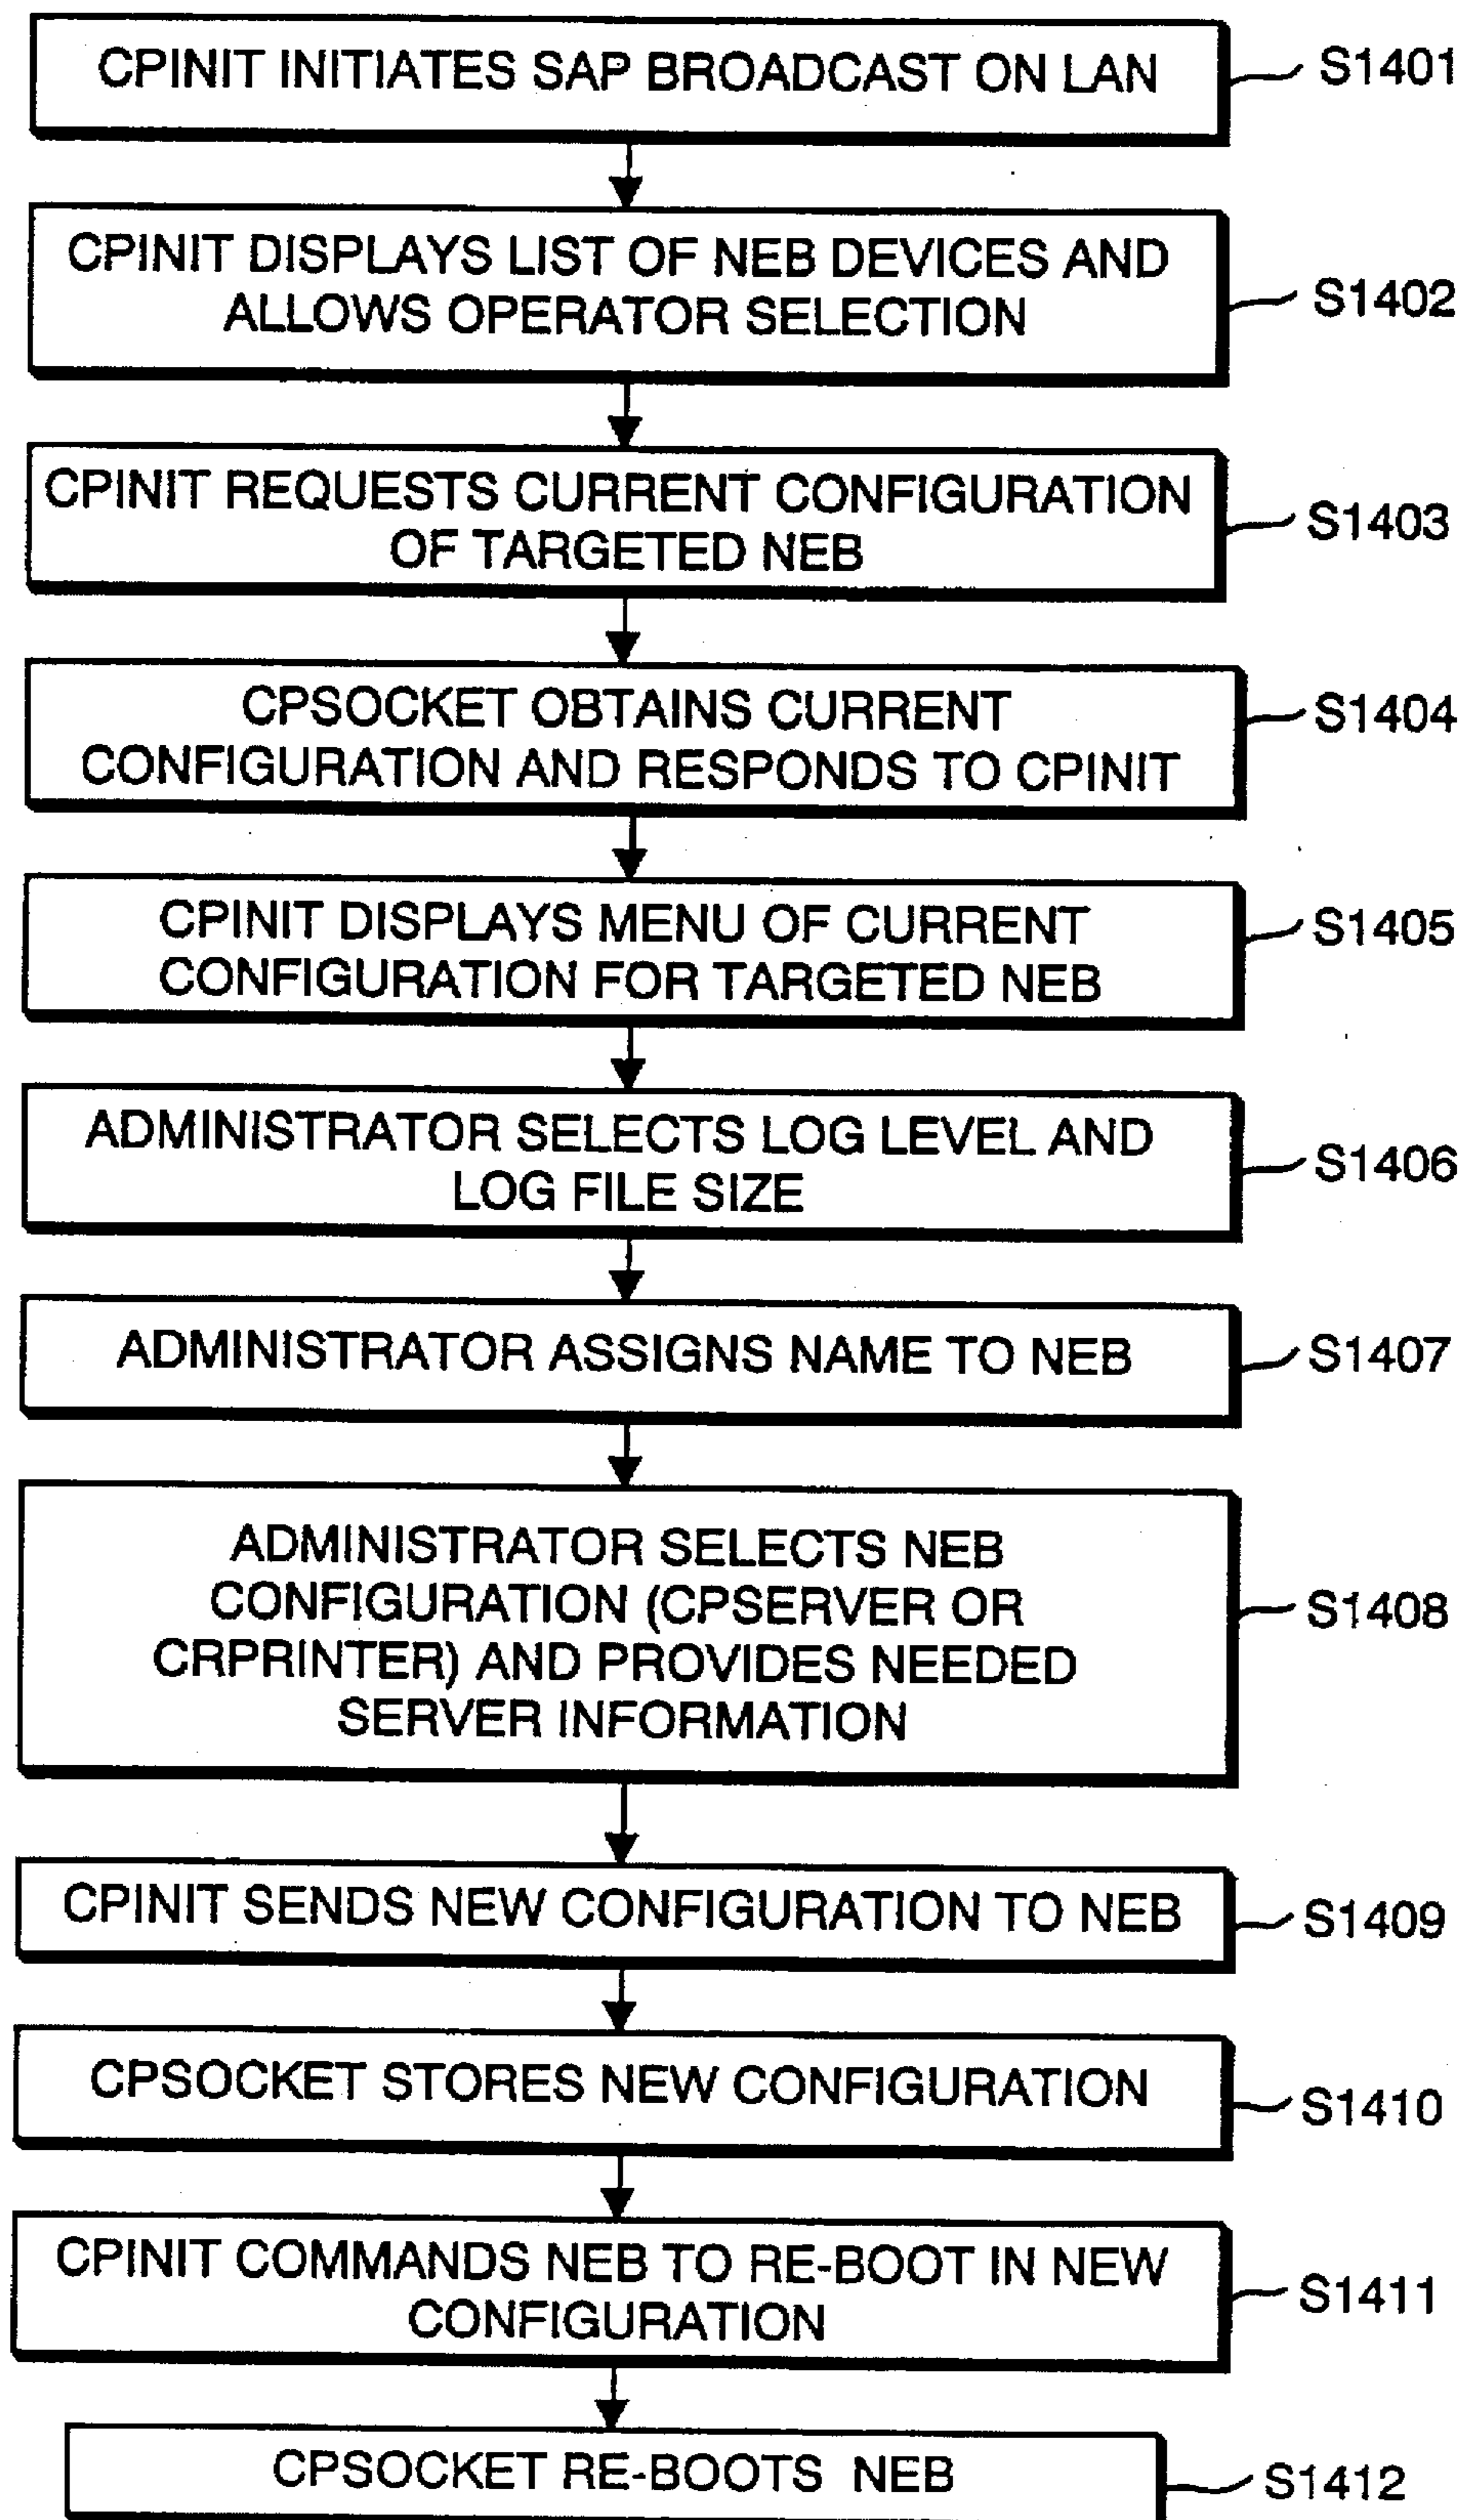 CPINIT INITIATES SAP BROADCAST ON LAN
S1401
CPINIT DISPLAYS LIST OF NEB DEVICES AND
ALLOWS OPERATOR SELECTION
S1402
CPINIT REQUESTS CURRENT CONFIGURATION
OF TARGETED NEB
S1403
CPSOCKET OBTAINS CURRENT
CONFIGURATION AND RESPONDS TO CPINIT
S1404
CPINIT DISPLAYS MENU OF CURRENT
CONFIGURATION FOR TARGETED NEB
S1405
ADMINISTRATOR SELECTS LOG LEVEL AND
LOG FILE SIZE
S1406
ADMINISTRATOR ASSIGNS NAME TO NEB
S1407
ADMINISTRATOR SELECTS NEB
CONFIGURATION (CPSERVER OR
CRPRINTER) AND PROVIDES NEEDED
SERVER INFORMATION
S1408
CPINIT SENDS NEW CONFIGURATION TO NEB
S1409
CPSOCKET STORES NEW CONFIGURATION
S1410
CPINIT COMMANDS NEB TO RE-BOOT IN NEW
CONFIGURATION
S1411
CPSOCKET RE-BOOTS NEB
S1412